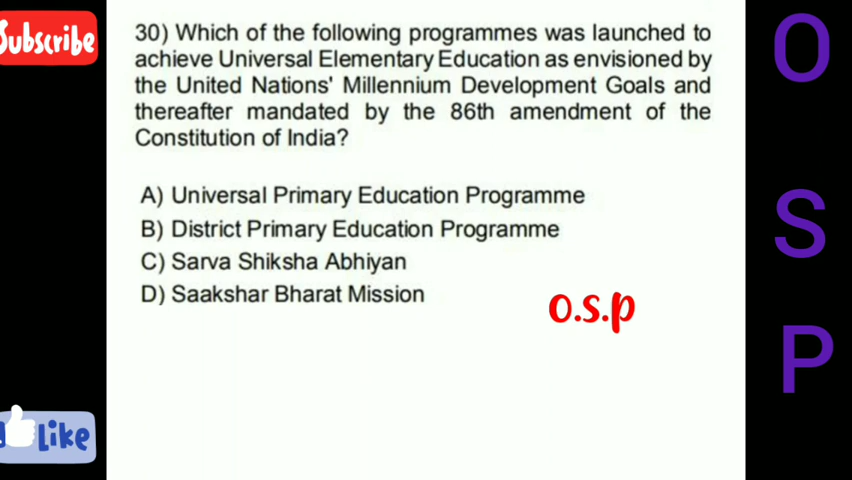 Subscribe
30) Which of the following programmes was launched to
achieve Universal Elementary Education as envisioned by
the United Nations' Millennium Development Goals and
thereafter mandated by the 86th amendment of the
Constitution of India?
A) Universal Primary Education Programme
B) District Primary Education Programme
C) Sarva Shiksha Abhiyan
D) Saakshar Bharat Mission
O.S.P
Like
O
S
P